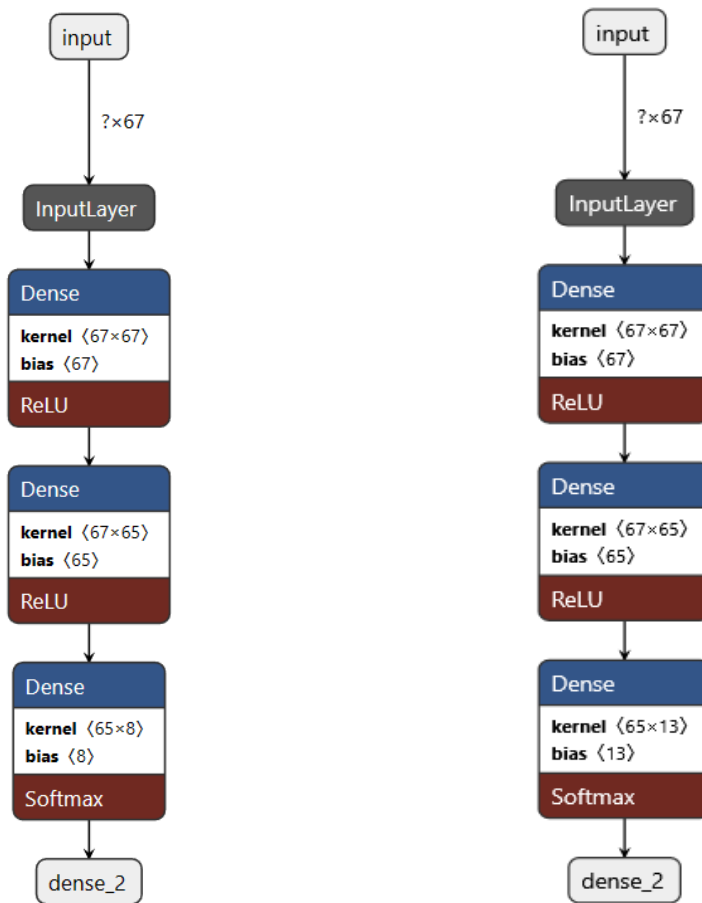 input
?×67
InputLayer
Dense
kernel ⟨67×67⟩
bias ⟨67⟩
ReLU
Dense
kernel ⟨67×65⟩
bias ⟨65⟩
ReLU
Dense
kernel ⟨65×8⟩
bias ⟨8⟩
Softmax
dense_2
input
?×67
InputLayer
Dense
kernel ⟨67×67⟩
bias ⟨67⟩
ReLU
Dense
kernel ⟨67×65⟩
bias ⟨65⟩
ReLU
Dense
kernel ⟨65×13⟩
bias ⟨13⟩
Softmax
dense_2